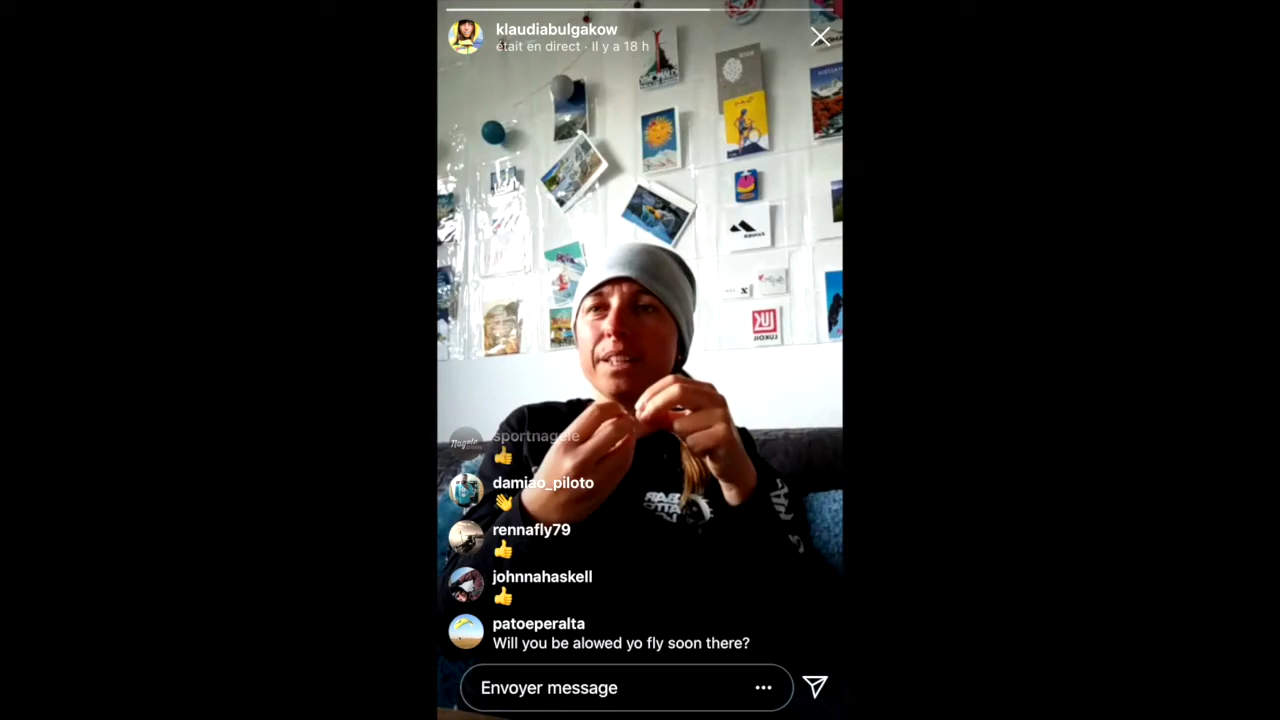 klaudiabulgakow
était en direct · Il y a 18 h
LUKOIL
sportnagele
damiao_piloto
rennafly79
johnnahaskell
patoeperalta
Will you be alowed yo fly soon there?
Envoyer message